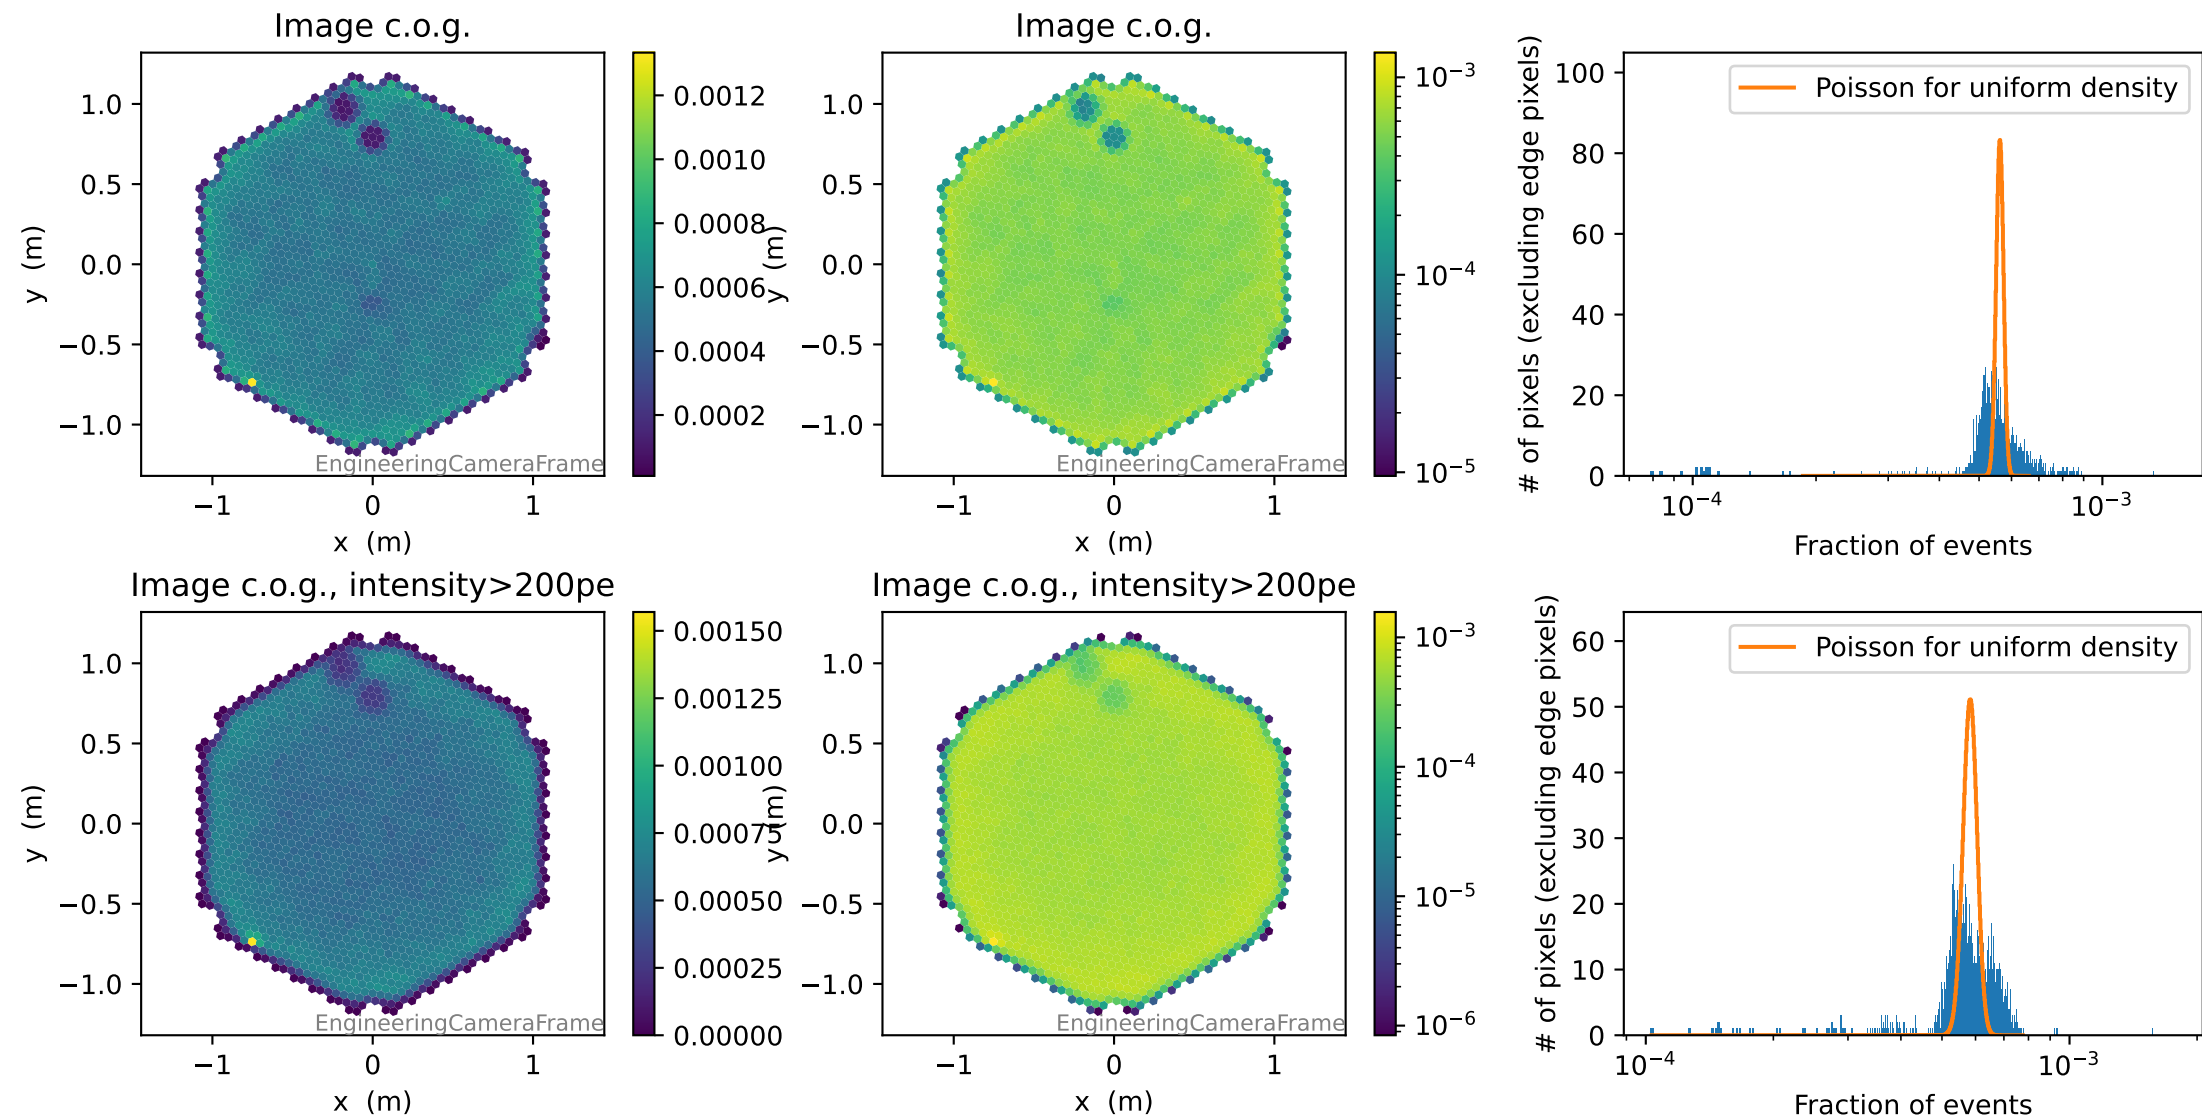 Image c.o.g.
1.0
0.5
0.0
−0.5
−1.0
y (m)
−1 0 1
x (m)
EngineeringCameraFrame
0.0012
0.0010
0.0008
0.0006
0.0004
0.0002
Image c.o.g.
1.0
0.5
0.0
−0.5
−1.0
y (m)
−1 0 1
x (m)
EngineeringCameraFrame
10−3
10−4
10−5
# of pixels (excluding edge pixels)
100
80
60
40
20
0
Poisson for uniform density
10−4 10−3
Fraction of events
Image c.o.g., intensity>200pe
1.0
0.5
0.0
−0.5
−1.0
y (m)
−1 0 1
x (m)
EngineeringCameraFrame
0.00150
0.00125
0.00100
0.00075
0.00050
0.00025
0.00000
Image c.o.g., intensity>200pe
1.0
0.5
0.0
−0.5
−1.0
y (m)
−1 0 1
x (m)
EngineeringCameraFrame
10−3
10−4
10−5
10−6
# of pixels (excluding edge pixels)
60
50
40
30
20
10
0
Poisson for uniform density
10−4 10−3
Fraction of events